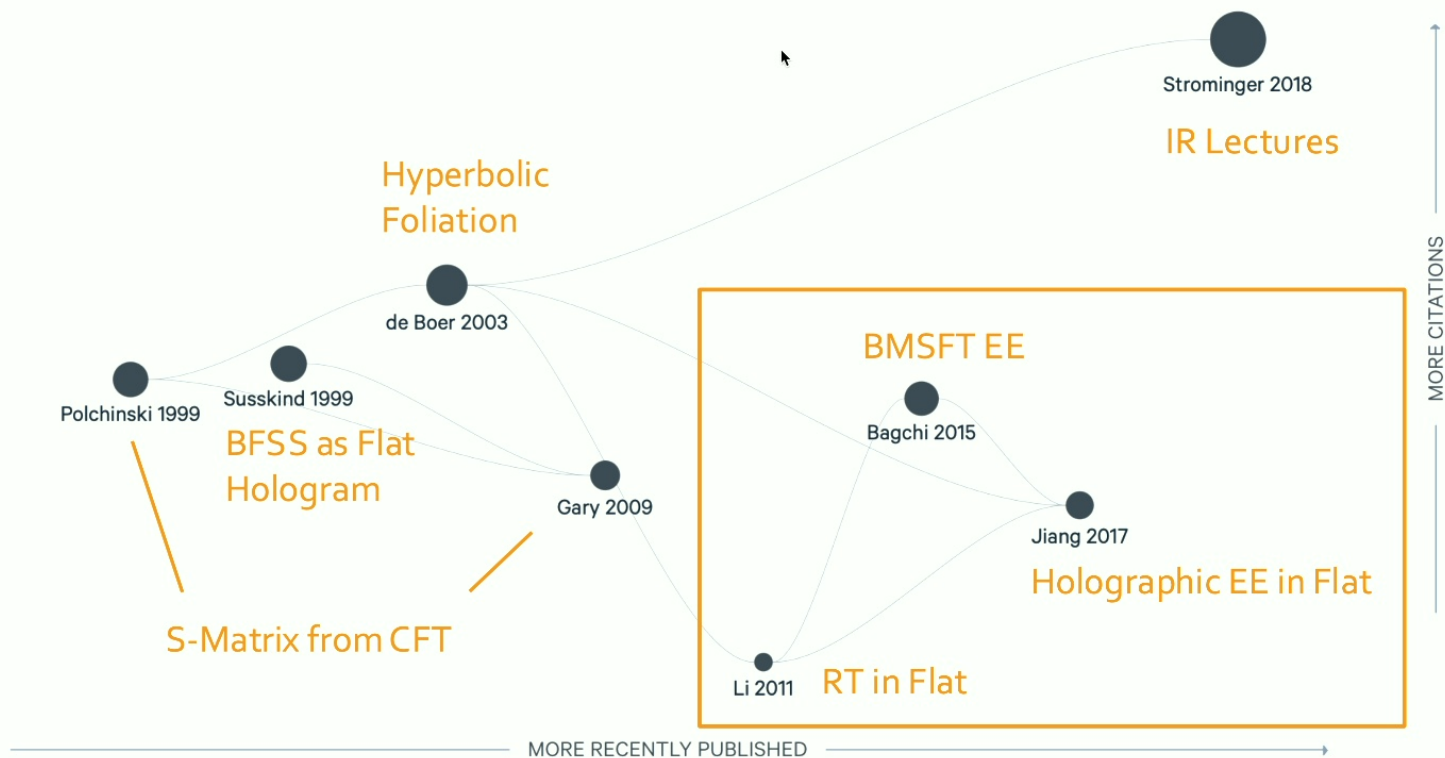 Strominger 2018
IR Lectures
Hyperbolic
Foliation
de Boer 2003
Polchinski 1999
Susskind 1999
BFSS as Flat
Hologram
Gary 2009
S-Matrix from CFT
BMSFT EE
Bagchi 2015
Jiang 2017
Holographic EE in Flat
Li 2011
RT in Flat
MORE RECENTLY PUBLISHED
MORE CITATIONS